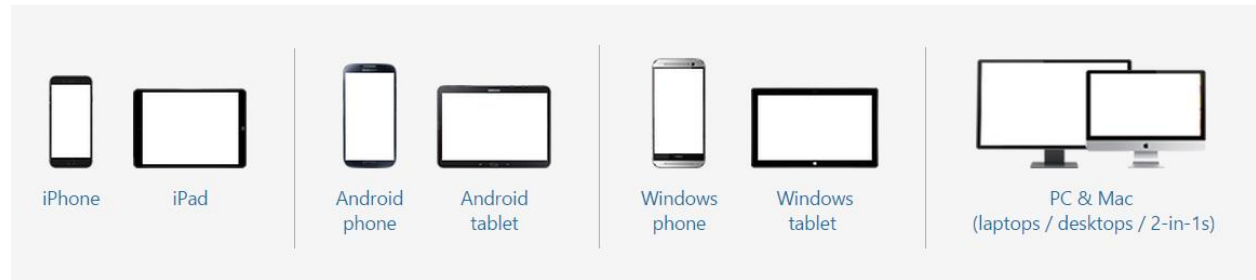 iPhone
iPad
Android
phone
Android
tablet
Windows
phone
Windows
tablet
PC & Mac
(laptops / desktops / 2-in-1s)